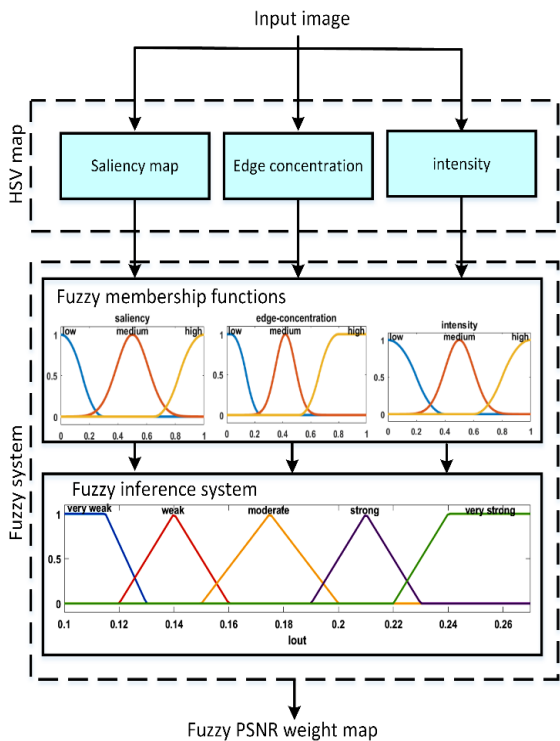 Input image
HSV map
Saliency map
Edge concentration
intensity
Fuzzy system
Fuzzy membership functions
saliency
low medium high
1
0.5
0
0 0.2 0.4 0.6 0.8 1
edge-concentration
low medium high
1
0.5
0
0 0.2 0.4 0.6 0.8 1
intensity
low medium high
1
0.5
0
0 0.2 0.4 0.6 0.8 1
Fuzzy inference system
very weak weak moderate strong very strong
1
0.5
0
0.1 0.12 0.14 0.16 0.18 0.2 0.22 0.24 0.26
Iout
Fuzzy PSNR weight map